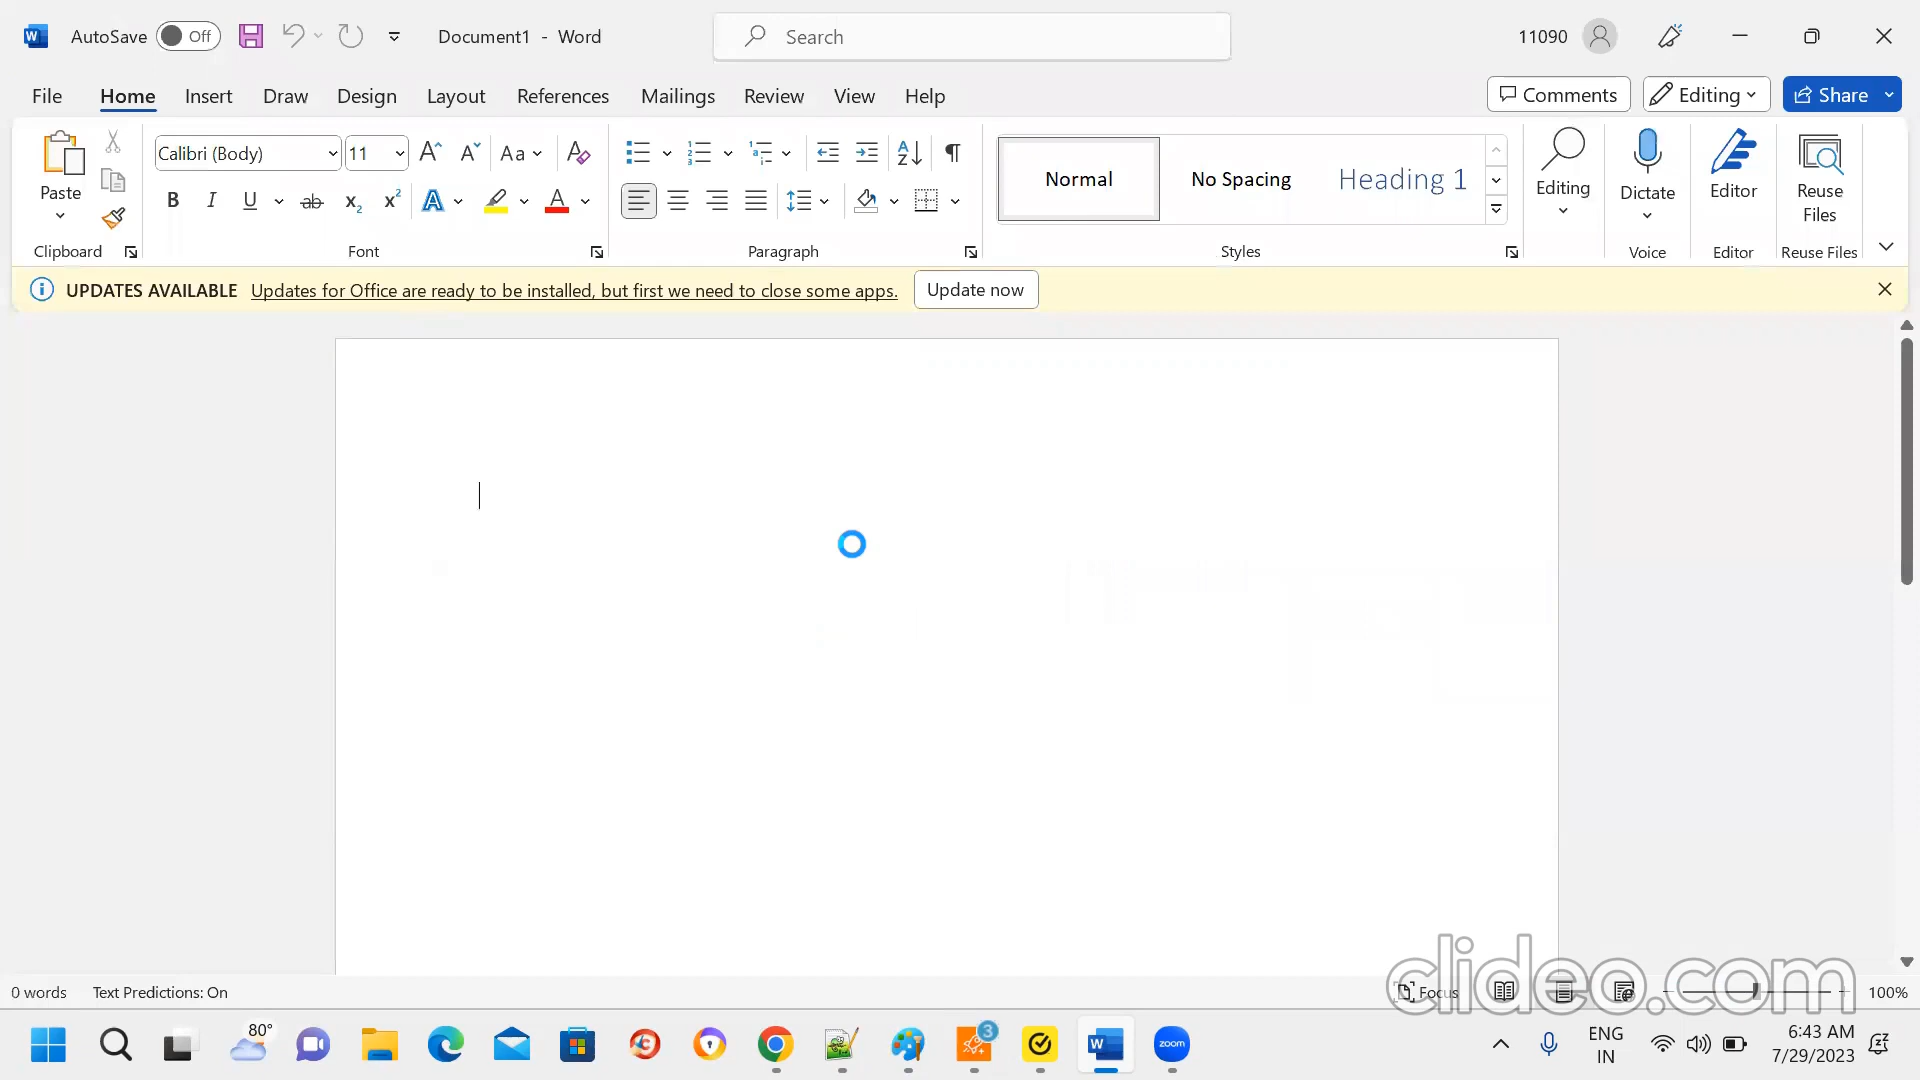 AutoSave Off Document1 - Word Search 11090
File Home Insert Draw Design Layout References Mailings Review View Help Comments Editing Share
Paste Calibri (Body) 11 Aa Normal No Spacing Heading 1 Editing Dictate Editor Reuse Files
Clipboard Font Paragraph Styles Voice Editor Reuse Files
UPDATES AVAILABLE Updates for Office are ready to be installed, but first we need to close some apps. Update now
clideo.com
0 words Text Predictions: On Focus 100%
80° 3 zoom ENG IN 6:43 AM 7/29/2023